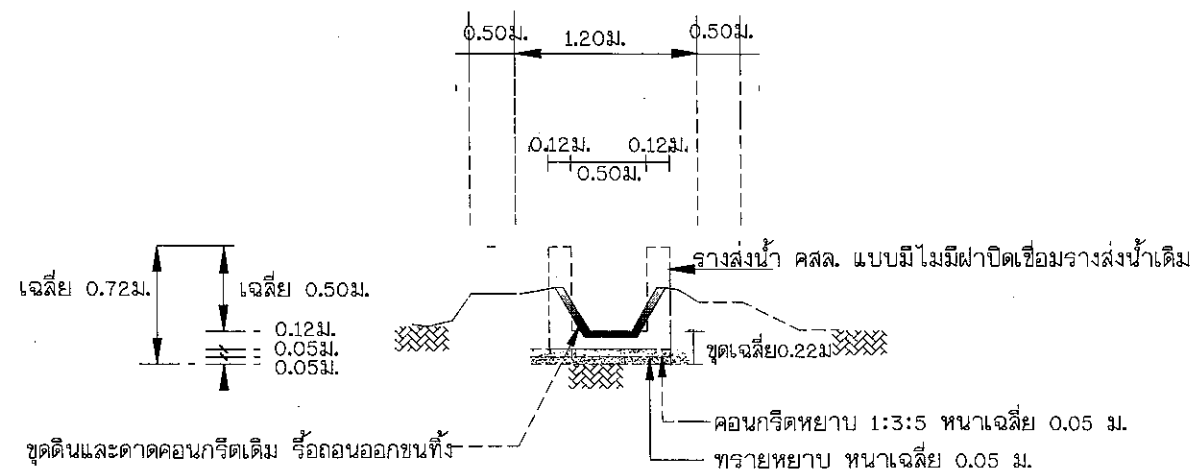 0.50ม. 1.20ม. 0.50ม.
0.12ม. 0.12ม.
0.50ม.
รางส่งน้ำ คสล. แบบมีไม่มีฝาปิดเชื่อมรางส่งน้ำเดิม
เฉลี่ย 0.72ม. เฉลี่ย 0.50ม.
0.12ม.
0.05ม.
0.05ม.
ขุดเฉลี่ย0.22ม
คอนกรีตหยาบ 1:3:5 หนาเฉลี่ย 0.05 ม.
ขุดดินและดาดคอนกรีตเดิม รื้อถอนออกขนทิ้ง
ทรายหยาบ หนาเฉลี่ย 0.05 ม.